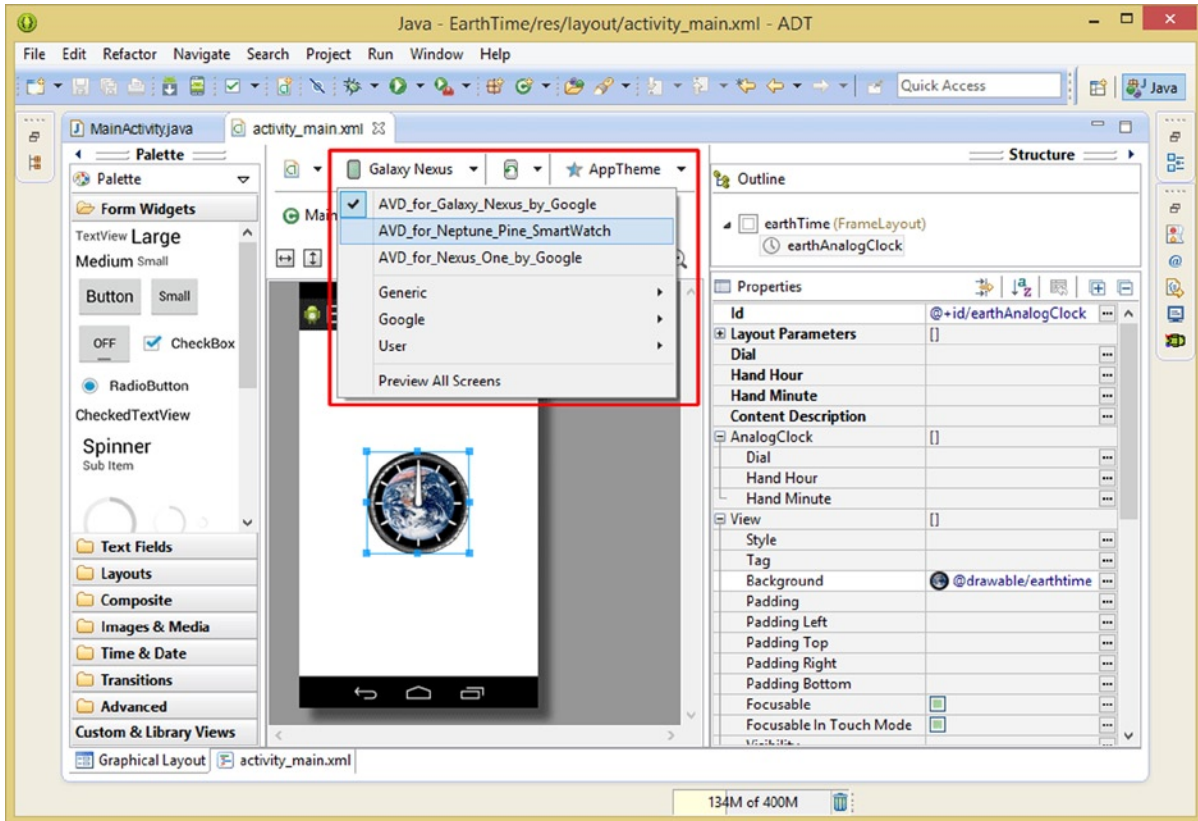 Java - EarthTime/res/layout/activity_main.xml - ADT
File Edit Refactor Navigate Search Project Run Window Help
Quick Access
Java
MainActivity.java
activity_main.xml
Palette
Palette
Form Widgets
TextView Large
Medium Small
Button Small
OFF CheckBox
RadioButton
CheckedTextView
Spinner
Sub Item
Text Fields
Layouts
Composite
Images & Media
Time & Date
Transitions
Advanced
Custom & Library Views
Galaxy Nexus
AppTheme
Main
AVD_for_Galaxy_Nexus_by_Google
AVD_for_Neptune_Pine_SmartWatch
AVD_for_Nexus_One_by_Google
Generic
Google
User
Preview All Screens
Structure
Outline
earthTime (FrameLayout)
earthAnalogClock
Properties
Id @+id/earthAnalogClock
Layout Parameters []
Dial
Hand Hour
Hand Minute
Content Description
AnalogClock []
Dial
Hand Hour
Hand Minute
View []
Style
Tag
Background @drawable/earthtime
Padding
Padding Left
Padding Top
Padding Right
Padding Bottom
Focusable
Focusable In Touch Mode
Graphical Layout activity_main.xml
134M of 400M